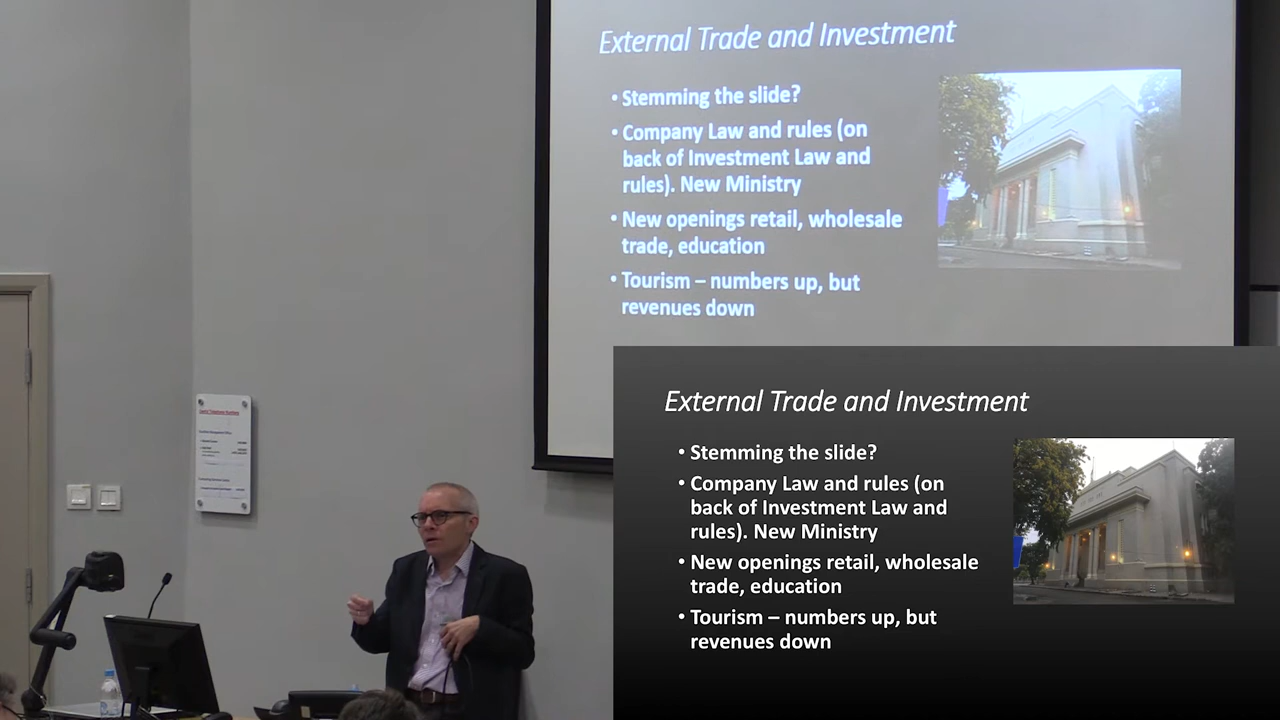 External Trade and Investment
• Stemming the slide?
• Company Law and rules (on
back of Investment Law and
rules). New Ministry
• New openings retail, wholesale
trade, education
• Tourism – numbers up, but
revenues down
External Trade and Investment
• Stemming the slide?
• Company Law and rules (on
back of Investment Law and
rules). New Ministry
• New openings retail, wholesale
trade, education
• Tourism – numbers up, but
revenues down